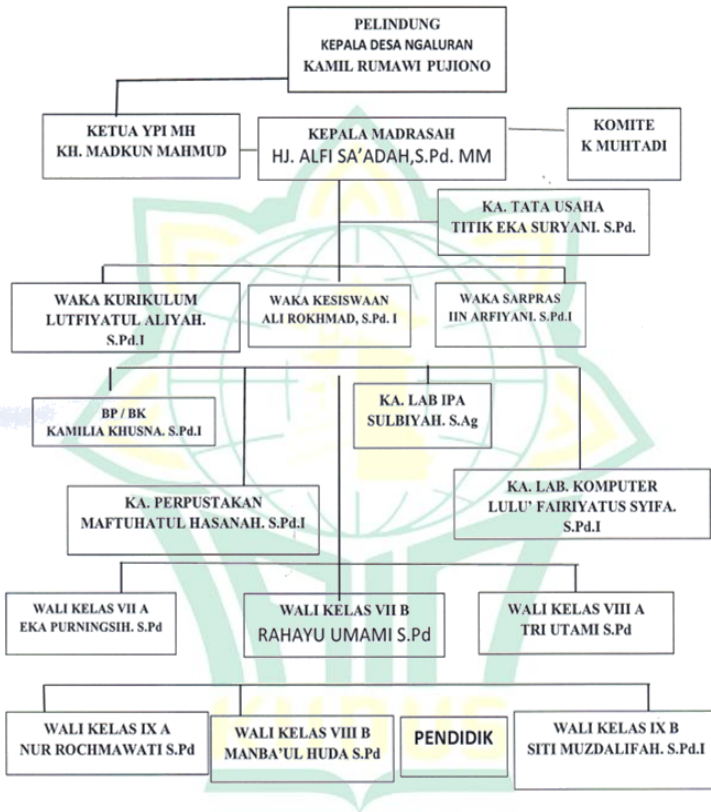 PELINDUNG
KEPALA DESA NGALURAN
KAMIL RUMAWI PUJIONO
KETUA YPI MH
KH. MADKUN MAHMUD
KEPALA MADRASAH
HJ. ALFI SA'ADAH,S.Pd. MM
KOMITE
K MUHTADI
KA. TATA USAHA
TITIK EKA SURYANI. S.Pd.
WAKA KURIKULUM
LUTFIYATUL ALIYAH.
S.Pd.I
WAKA KESISWAAN
ALI ROKHMAD, S.Pd. I
WAKA SARPRAS
IIN ARFIYANI. S.Pd.I
BP / BK
KAMILIA KHUSNA. S.Pd.I
KA. LAB IPA
SULBIYAH. S.Ag
KA. PERPUSTAKAN
MAFTUHATUL HASANAH. S.Pd.I
KA. LAB. KOMPUTER
LULU' FAIRIYATUS SYIFA.
S.Pd.I
WALI KELAS VII A
EKA PURNINGSIH. S.Pd
WALI KELAS VII B
RAHAYU UMAMI S.Pd
WALI KELAS VIII A
TRI UTAMI S.Pd
WALI KELAS IX A
NUR ROCHMAWATI S.Pd
WALI KELAS VIII B
MANBA'UL HUDA S.Pd
PENDIDIK
WALI KELAS IX B
SITI MUZDALIFAH. S.Pd.I
KUDUS